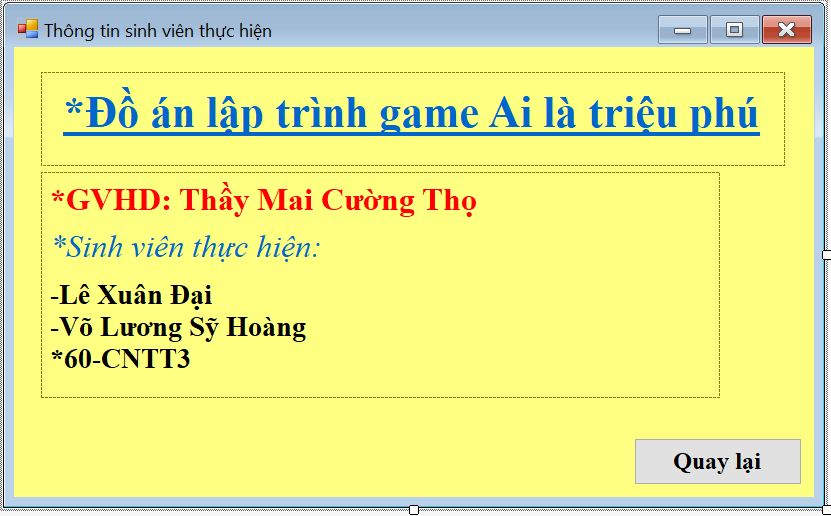 Thông tin sinh viên thực hiện
*Đồ án lập trình game Ai là triệu phú
*GVHD: Thầy Mai Cường Thọ
*Sinh viên thực hiện:
-Lê Xuân Đại
-Võ Lương Sỹ Hoàng
*60-CNTT3
Quay lại